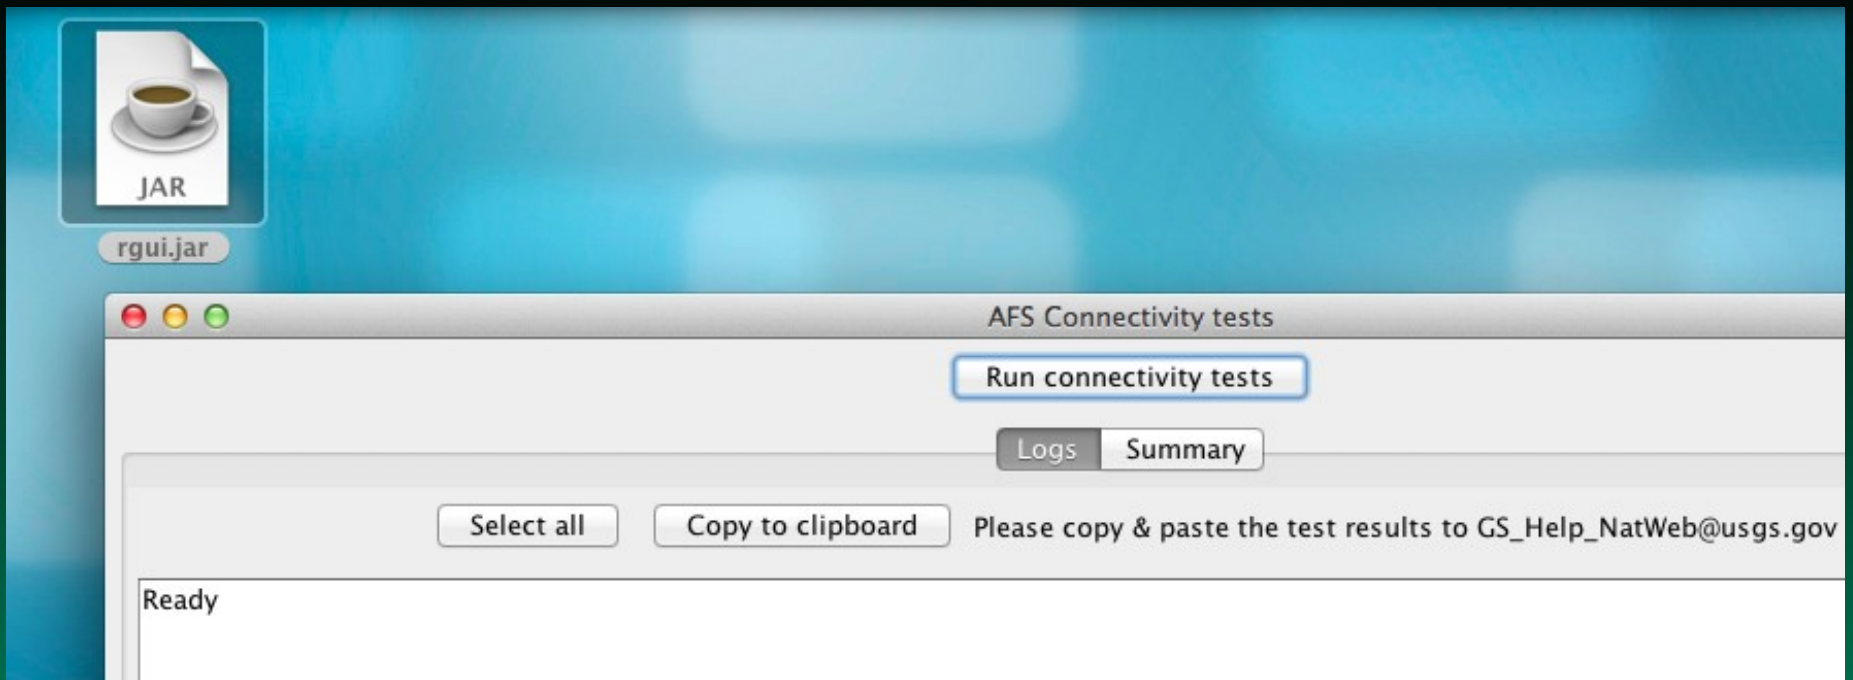 JAR
rgui.jar
AFS Connectivity tests
Run connectivity tests
Logs Summary
Select all Copy to clipboard Please copy & paste the test results to GS_Help_NatWeb@usgs.gov
Ready